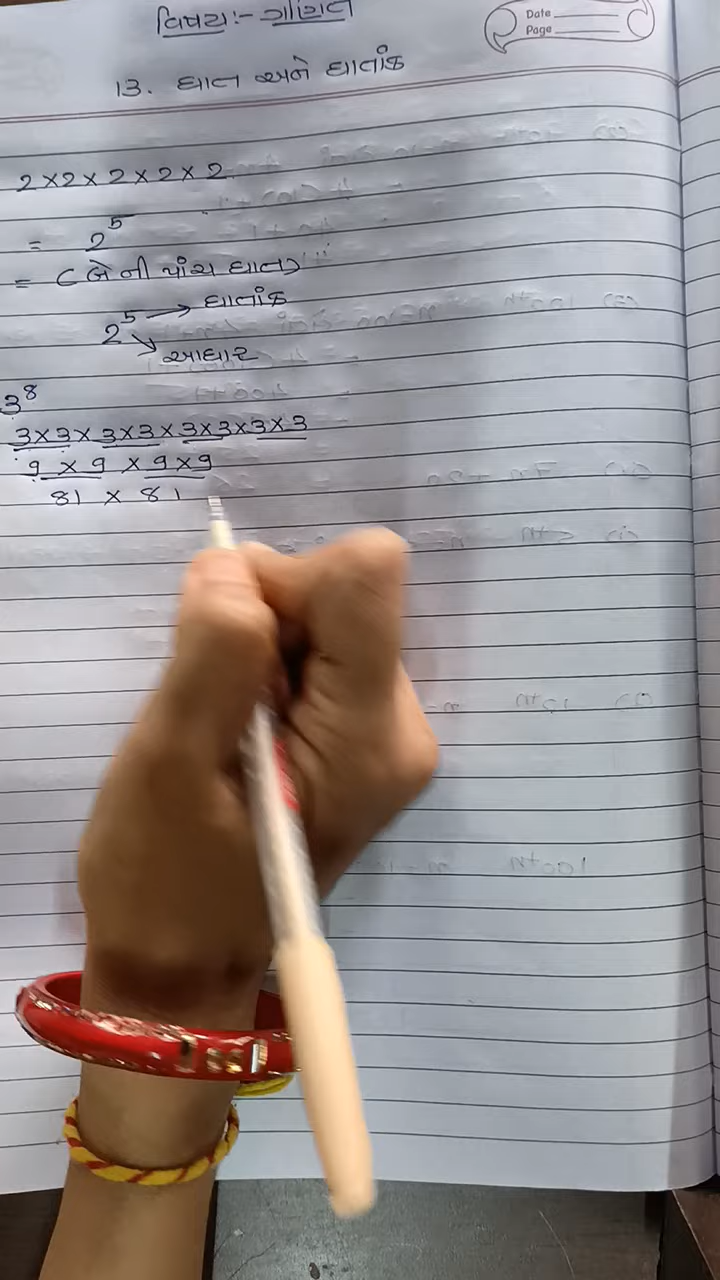 વિષય:- ગણિત
Date
Page
13. ઘાત અને ઘાતાંક
2 × 2 × 2 × 2 × 2
= 2⁵
= (બે ની પાંચ ઘાત)
2⁵ → ઘાતાંક
↘ આધાર
3⁸
3×3× 3×3 ×3×3×3×3
9 × 9 × 9×9
81 × 81